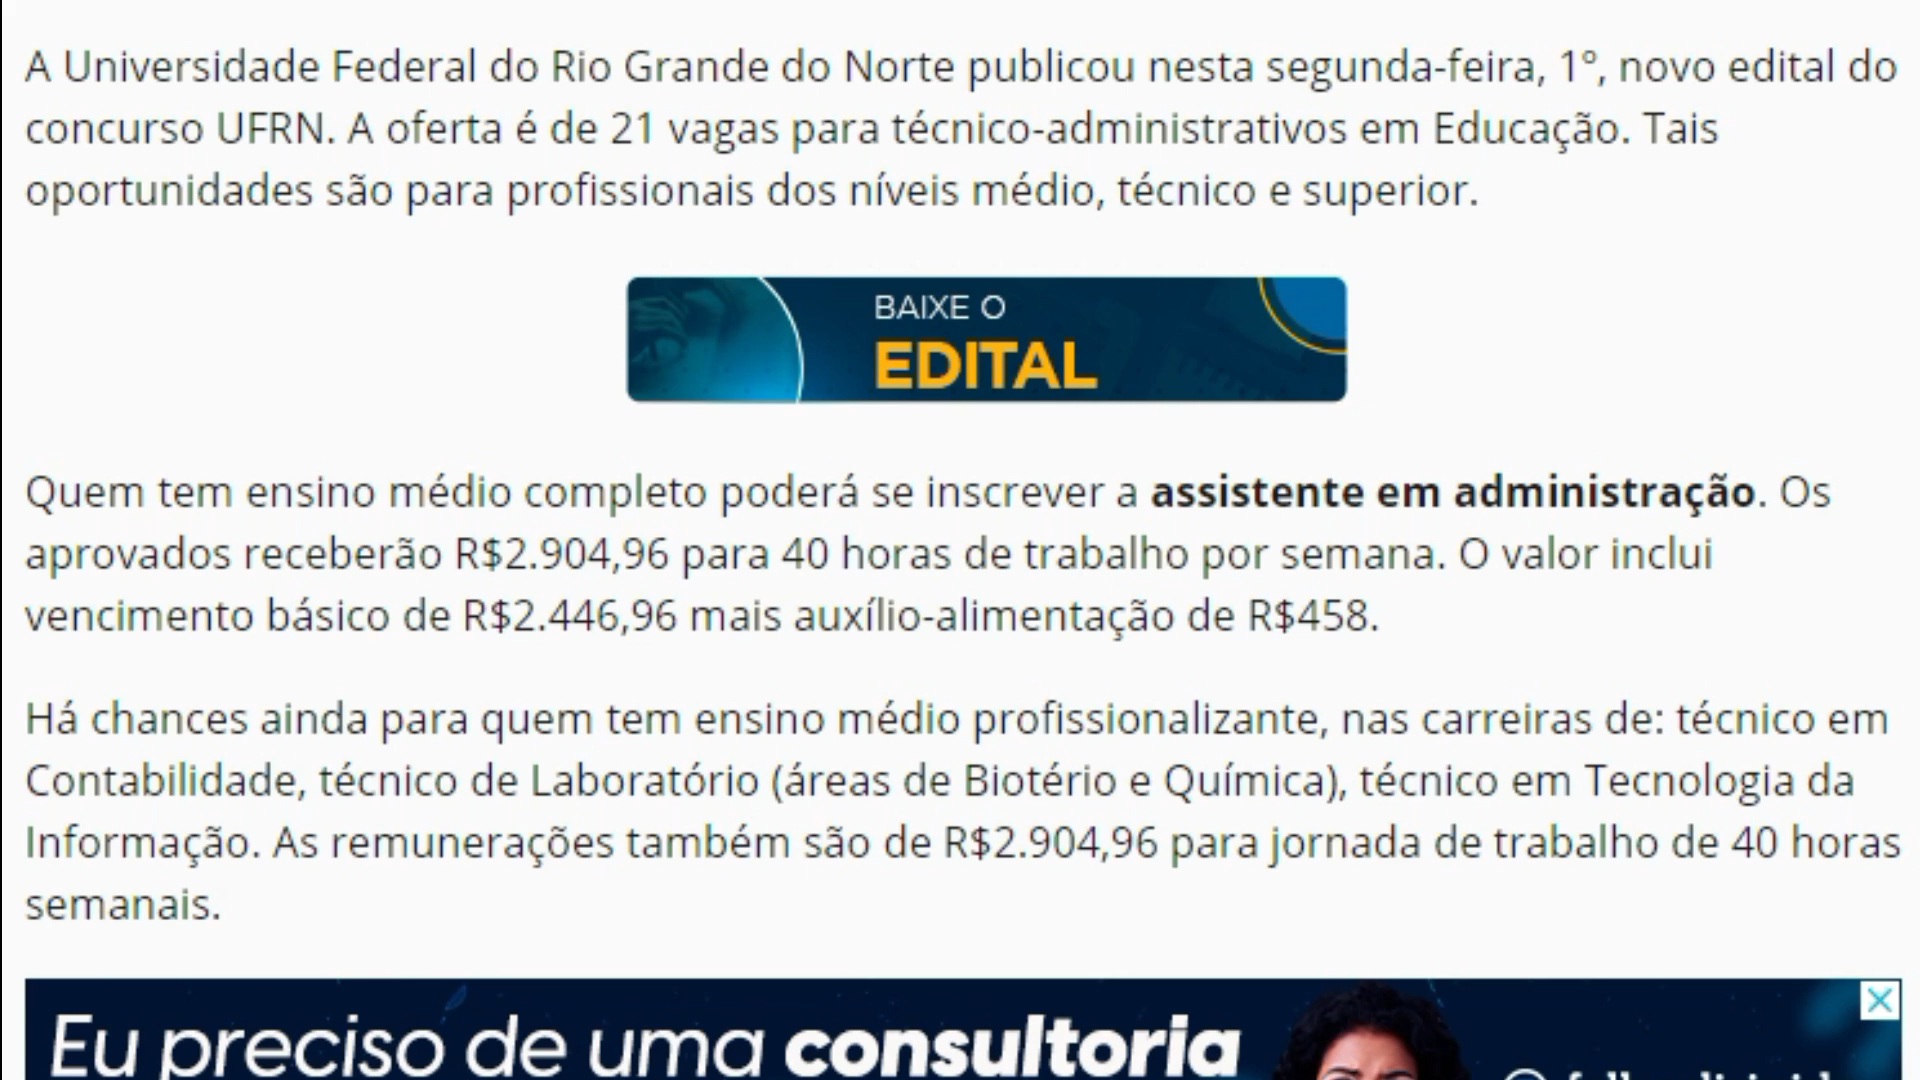 A Universidade Federal do Rio Grande do Norte publicou nesta segunda-feira, 1º, novo edital do
concurso UFRN. A oferta é de 21 vagas para técnico-administrativos em Educação. Tais
oportunidades são para profissionais dos níveis médio, técnico e superior.
BAIXE O
EDITAL
Quem tem ensino médio completo poderá se inscrever a assistente em administração. Os
aprovados receberão R$2.904,96 para 40 horas de trabalho por semana. O valor inclui
vencimento básico de R$2.446,96 mais auxílio-alimentação de R$458.
Há chances ainda para quem tem ensino médio profissionalizante, nas carreiras de: técnico em
Contabilidade, técnico de Laboratório (áreas de Biotério e Química), técnico em Tecnologia da
Informação. As remunerações também são de R$2.904,96 para jornada de trabalho de 40 horas
semanais.
Eu preciso de uma consultoria